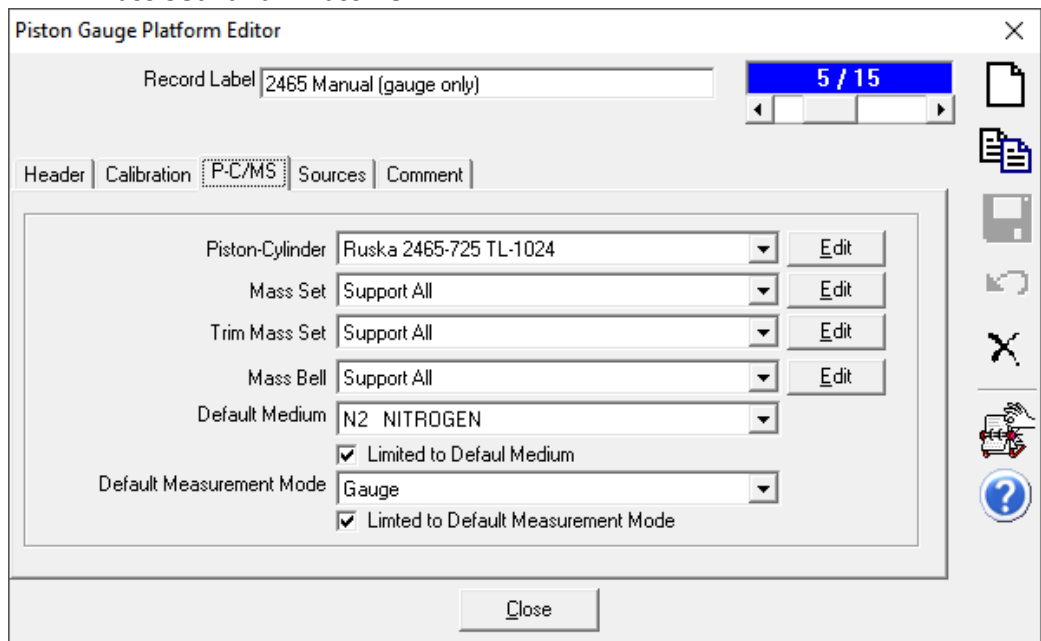 Piston Gauge Platform Editor
Record Label 2465 Manual (gauge only)
5 / 15
Header Calibration P-C/MS Sources Comment
Piston-Cylinder Ruska 2465-725 TL-1024 Edit
Mass Set Support All Edit
Trim Mass Set Support All Edit
Mass Bell Support All Edit
Default Medium N2 NITROGEN
Limited to Defaul Medium
Default Measurement Mode Gauge
Limted to Default Measurement Mode
Close